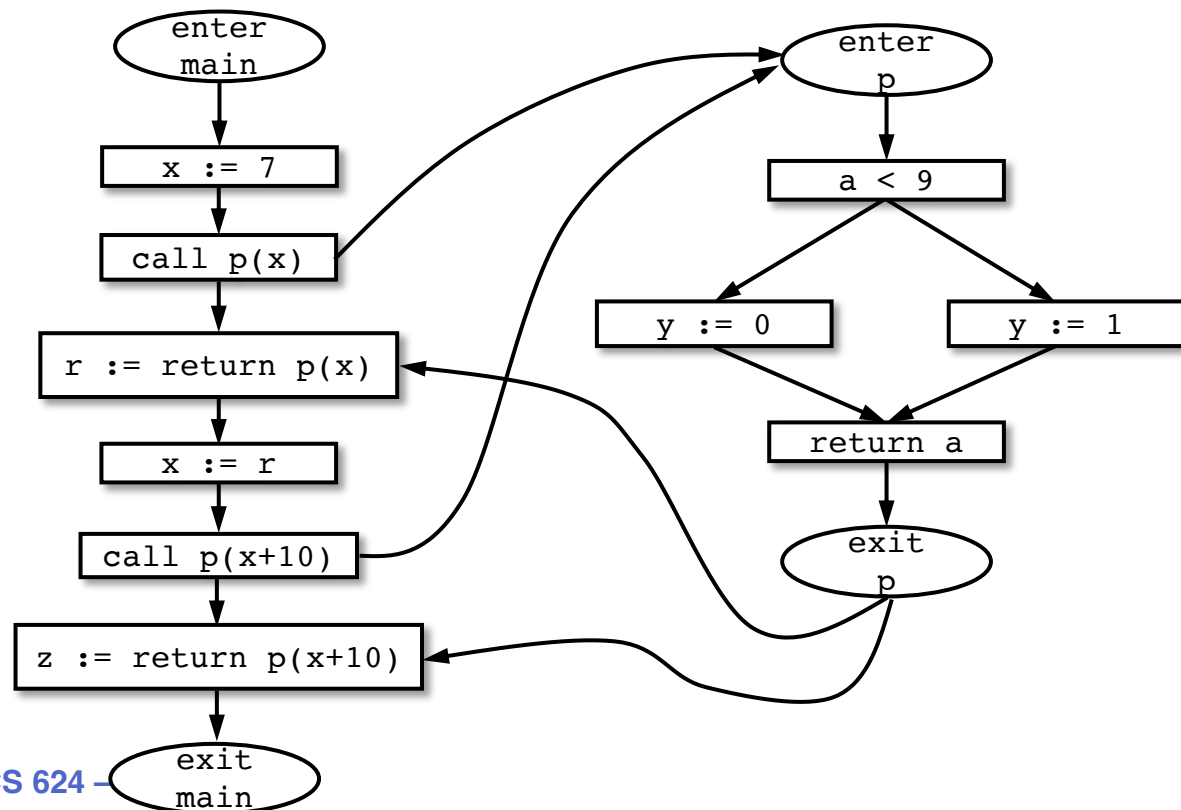 enter
main
x := 7
call p(x)
r := return p(x)
x := r
call p(x+10)
z := return p(x+10)
exit
main
enter
p
a < 9
y := 0
y := 1
return a
exit
p
S 624 –